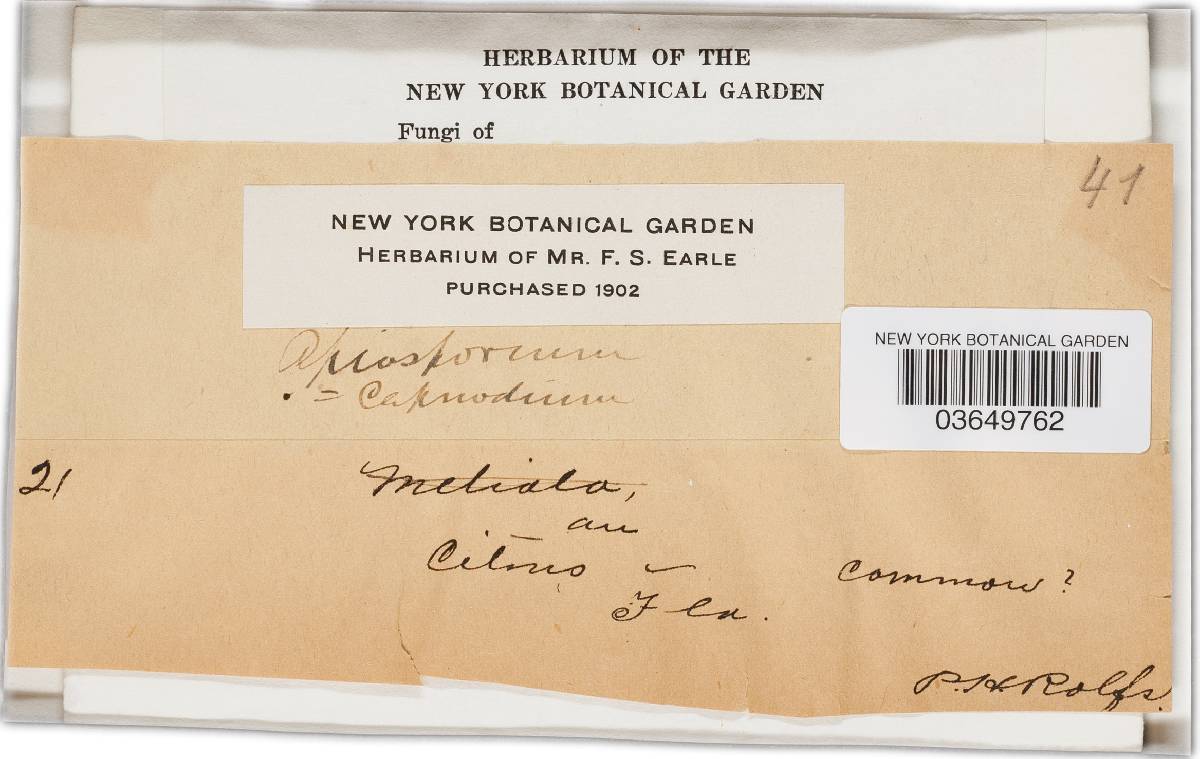 HERBARIUM OF THE
NEW YORK BOTANICAL GARDEN
Fungi of
41
NEW YORK BOTANICAL GARDEN
HERBARIUM OF MR. F. S. EARLE
PURCHASED 1902
NEW YORK BOTANICAL GARDEN
03649762
Apiosporium
= Capnodium
21
Meliola,
on
Citrus –
common?
Fla.
P. H. Rolfs.